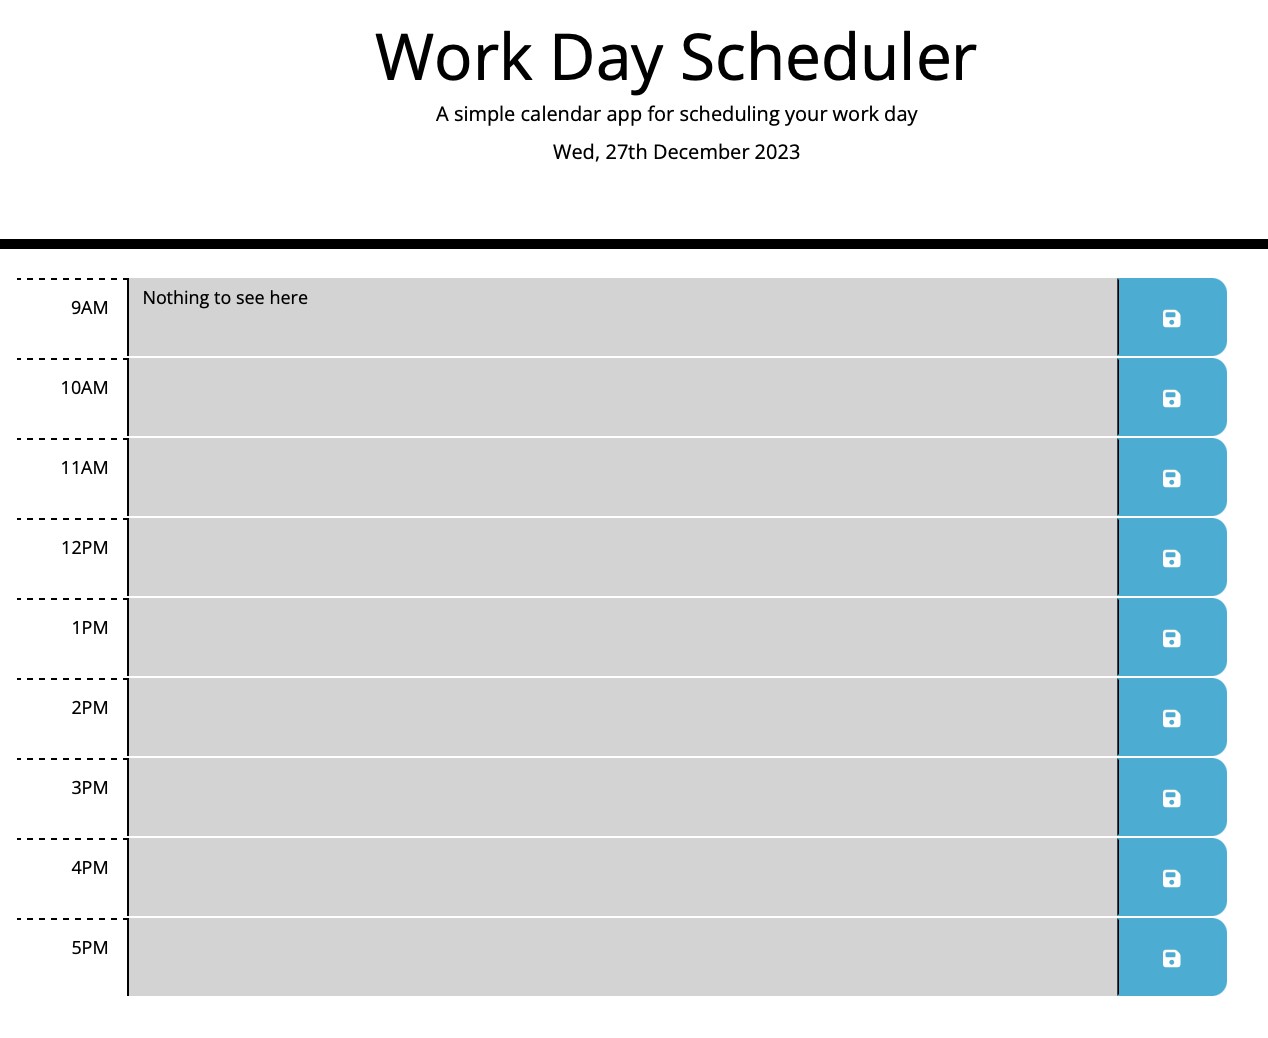 Work Day Scheduler
A simple calendar app for scheduling your work day
Wed, 27th December 2023
9AM
Nothing to see here
10AM
11AM
12PM
1PM
2PM
3PM
4PM
5PM